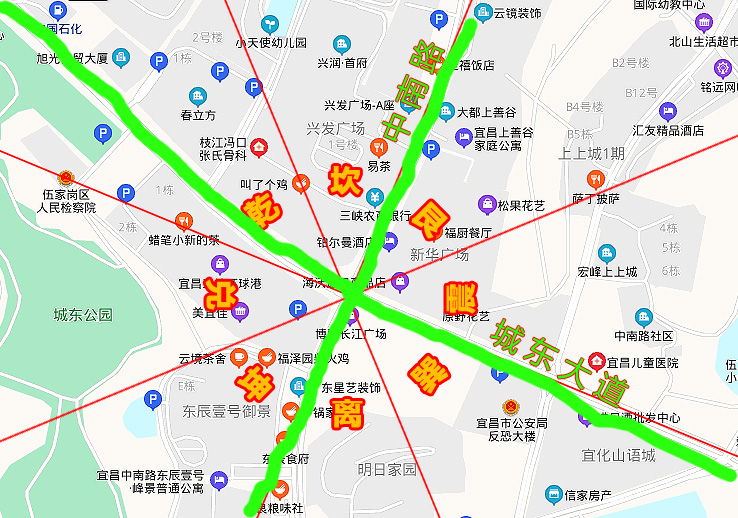 国际幼教中心
国石化
云镜装饰
2号楼
小天使幼儿园
北山生活超市
旭光
贸大厦
兴润·首府
三禧饭店
B2号楼
铭远网
中南路
B12号
春立方
兴发广场-A座
大都上善谷
B4号楼
兴发广场
宜昌上善谷
家庭公寓
汇友精品酒店
B5栋
枝江冯口
张氏骨科
1号楼
易茶
上上城1期
伍家岗区
人民检察院
1栋
叫了个鸡
坎
萨丁披萨
乾
三峡农商银行
艮
松果花艺
2栋
蜡笔小新的茶
铂尔曼酒店
福厨餐厅
4栋
5栋
6栋
新华广场
宏峰上上城
宜昌
球港
兑
海沃
店
震
城东公园
美宜佳
原野花艺
中南路社区
博
长江广场
城东大道
云境茶舍
福泽园
火鸡
宜昌儿童医院
E栋
坤
东星艺装饰
巽
离
东辰壹号御景
锅
宜昌市公安局
反恐大楼
批发中心
东
食府
明日家园
宜化山语城
宜昌中南路东辰壹号
·峰景普通公寓
粮味社
信家房产